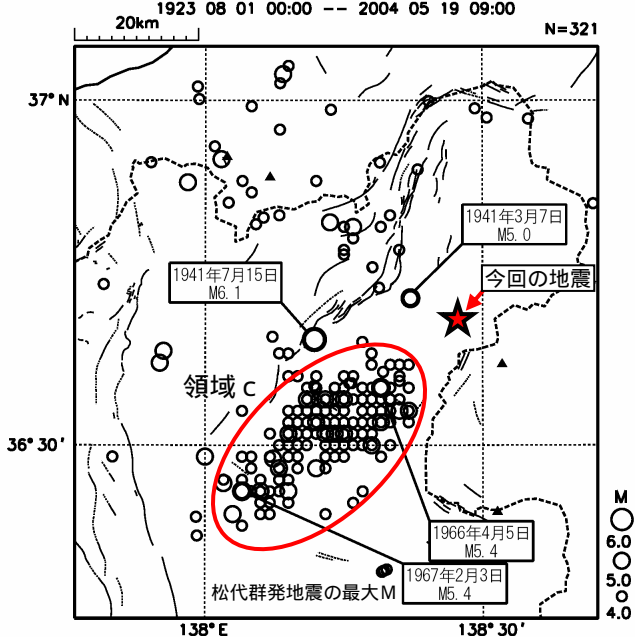 1923 08 01 00:00 -- 2004 05 19 09:00
20km
N=321
37°N
1941年3月7日
M5.0
1941年7月15日
M6.1
今回の地震
領域c
36°30'
1966年4月5日
M5.4
1967年2月3日
M5.4
松代群発地震の最大M
M
6.0
5.0
4.0
138°E
138°30'